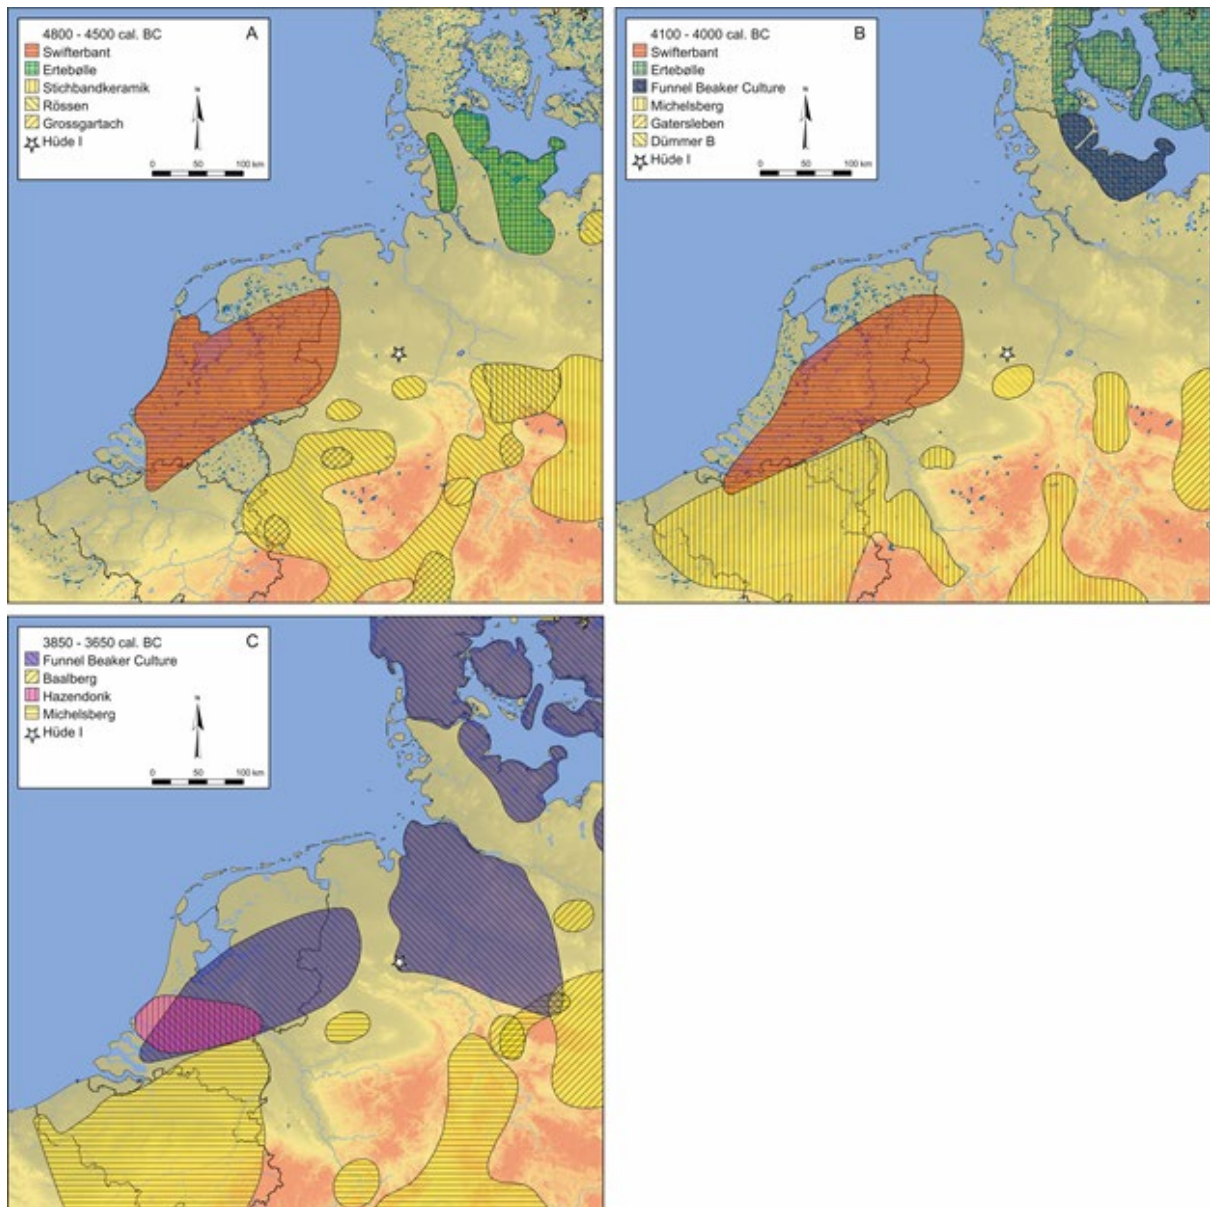 4800 - 4500 cal. BC
A
Swifterbant
Ertebølle
Stichbandkeramik
Rössen
Grossgartach
Hüde I
N
0 50 100 km
4100 - 4000 cal. BC
B
Swifterbant
Ertebølle
Funnel Beaker Culture
Michelsberg
Gatersleben
Dümmer B
Hüde I
N
0 50 100 km
3850 - 3650 cal. BC
C
Funnel Beaker Culture
Baalberg
Hazendonk
Michelsberg
Hüde I
N
0 50 100 km